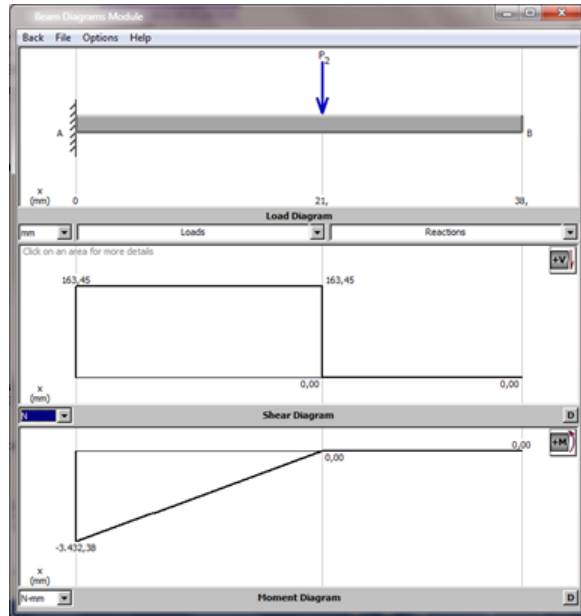 Beam Diagrams Module
Back File Options Help
P2
A
B
x
(mm) 0 21, 38,
Load Diagram
mm Loads Reactions
Click on an area for more details
+V
163,45 163,45
0,00 0,00
x
(mm)
N Shear Diagram D
0,00
+M
0,00
-3.432,38
x
(mm)
N-mm Moment Diagram D